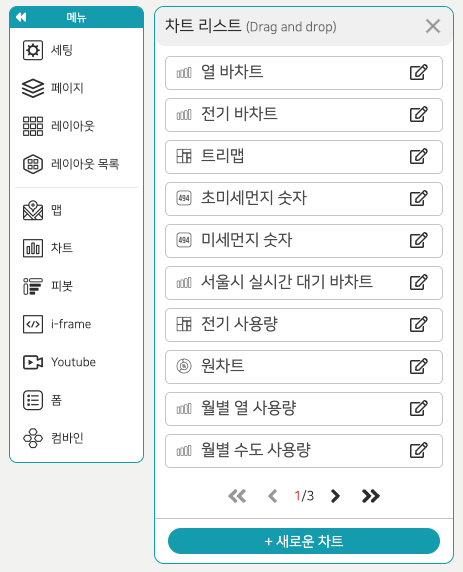 메뉴
세팅
페이지
레이아웃
레이아웃 목록
맵
차트
피봇
i-frame
Youtube
폼
컴바인
차트 리스트 (Drag and drop)
열 바차트
전기 바차트
트리맵
494 초미세먼지 숫자
494 미세먼지 숫자
서울시 실시간 대기 바차트
전기 사용량
원차트
월별 열 사용량
월별 수도 사용량
1/3
+ 새로운 차트